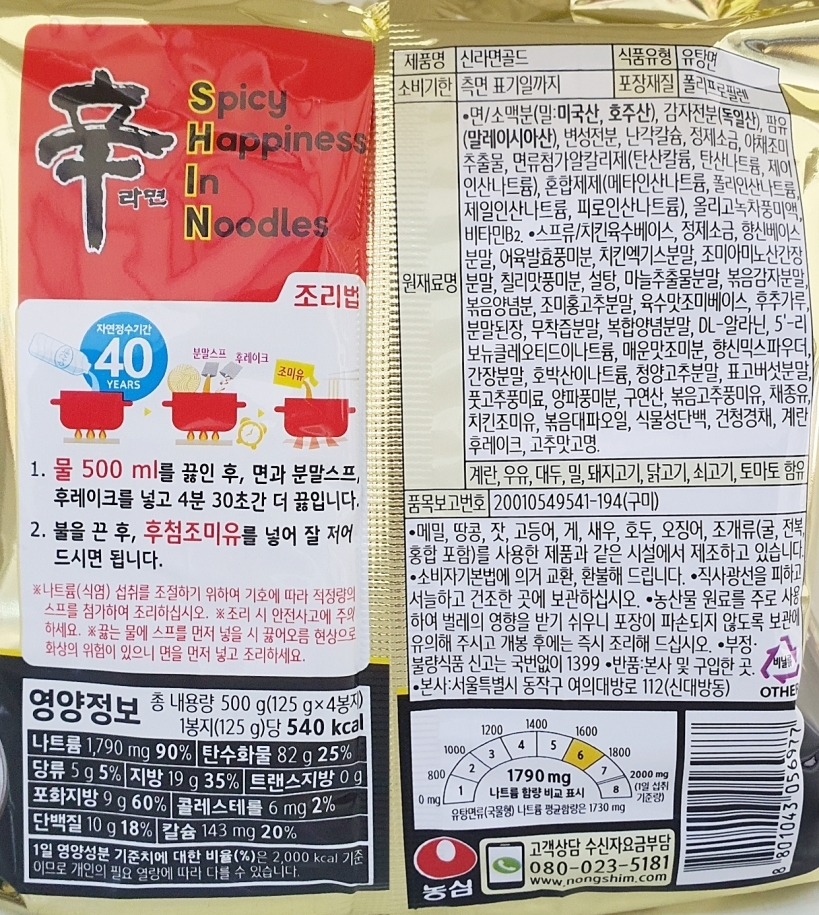 辛
라면
Spicy
Happiness
In
Noodles
조리법
자연정수기간
40
YEARS
분말스프 후레이크
조미유
1. 물 500 ml를 끓인 후, 면과 분말스프,
후레이크를 넣고 4분 30초간 더 끓입니다.
2. 불을 끈 후, 후첨조미유를 넣어 잘 저어
드시면 됩니다.
※나트륨(식염) 섭취를 조절하기 위하여 기호에 따라 적정량의
스프를 첨가하여 조리하십시오. ※조리 시 안전사고에 주의
하세요. ※끓는 물에 스프를 먼저 넣을 시 끓어오름 현상으로
화상의 위험이 있으니 면을 먼저 넣고 조리하세요.
영양정보 총 내용량 500 g(125 g×4봉지)
1봉지(125 g)당 540 kcal
나트륨 1,790 mg 90% 탄수화물 82 g 25%
당류 5 g 5% 지방 19 g 35% 트랜스지방 0 g
포화지방 9 g 60% 콜레스테롤 6 mg 2%
단백질 10 g 18% 칼슘 143 mg 20%
1일 영양성분 기준치에 대한 비율(%)은 2,000 kcal 기준
이므로 개인의 필요 열량에 따라 다를 수 있습니다.
제품명 신라면골드 식품유형 유탕면
소비기한 측면 표기일까지 포장재질 폴리프로필렌
원재료명
•면/소맥분(밀:미국산, 호주산), 감자전분(독일산), 팜유
(말레이시아산), 변성전분, 난각칼슘, 정제소금, 야채조미
추출물, 면류첨가알칼리제(탄산칼륨, 탄산나트륨, 제이
인산나트륨), 혼합제제(메타인산나트륨, 폴리인산나트륨,
제일인산나트륨, 피로인산나트륨), 올리고녹차풍미액,
비타민B₂. •스프류/치킨육수베이스, 정제소금, 향신베이스
분말, 어유발효풍미분, 치킨엑기스분말, 조미아미노산간장
분말, 칠리맛풍미분, 설탕, 마늘추출물분말, 볶음감자분말,
볶음양념분, 조미홍고추분말, 육수맛조미베이스, 후추가루,
분말된장, 무착즙분말, 복합양념분말, DL-알라닌, 5'-리
보뉴클레오티드이나트륨, 매운맛조미분, 향신믹스파우더,
간장분말, 호박산이나트륨, 청양고추분말, 표고버섯분말,
풋고추풍미료, 양파풍미분, 구연산, 볶음고추풍미유, 채종유,
치킨조미유, 볶음대파오일, 식물성단백, 건청경채, 계란
후레이크, 고추맛고명.
계란, 우유, 대두, 밀, 돼지고기, 닭고기, 쇠고기, 토마토 함유
품목보고번호 20010549541-194(구미)
•메밀, 땅콩, 잣, 고등어, 게, 새우, 호두, 오징어, 조개류(굴, 전복,
홍합 포함)를 사용한 제품과 같은 시설에서 제조하고 있습니다.
•소비자기본법에 의거 교환, 환불해 드립니다. •직사광선을 피하고
서늘하고 건조한 곳에 보관하십시오. •농산물 원료를 주로 사용
하여 벌레의 영향을 받기 쉬우니 포장이 파손되지 않도록 보관에
유의해 주시고 개봉 후에는 즉시 조리해 드십시오. •부정·
불량식품 신고는 국번없이 1399 •반품:본사 및 구입한 곳.
•본사:서울특별시 동작구 여의대방로 112(신대방동)
비닐류
OTHER
0 mg 800 1000 1200 1400 1600 1800 2000 mg
(1일 섭취
기준량)
1 2 3 4 5 6 7 8
1790 mg
나트륨 함량 비교 표시
유탕면류(국물형) 나트륨 평균함량은 1730 mg
농심
고객상담 수신자요금부담
080-023-5181
www.nongshim.com
8 801043 056977